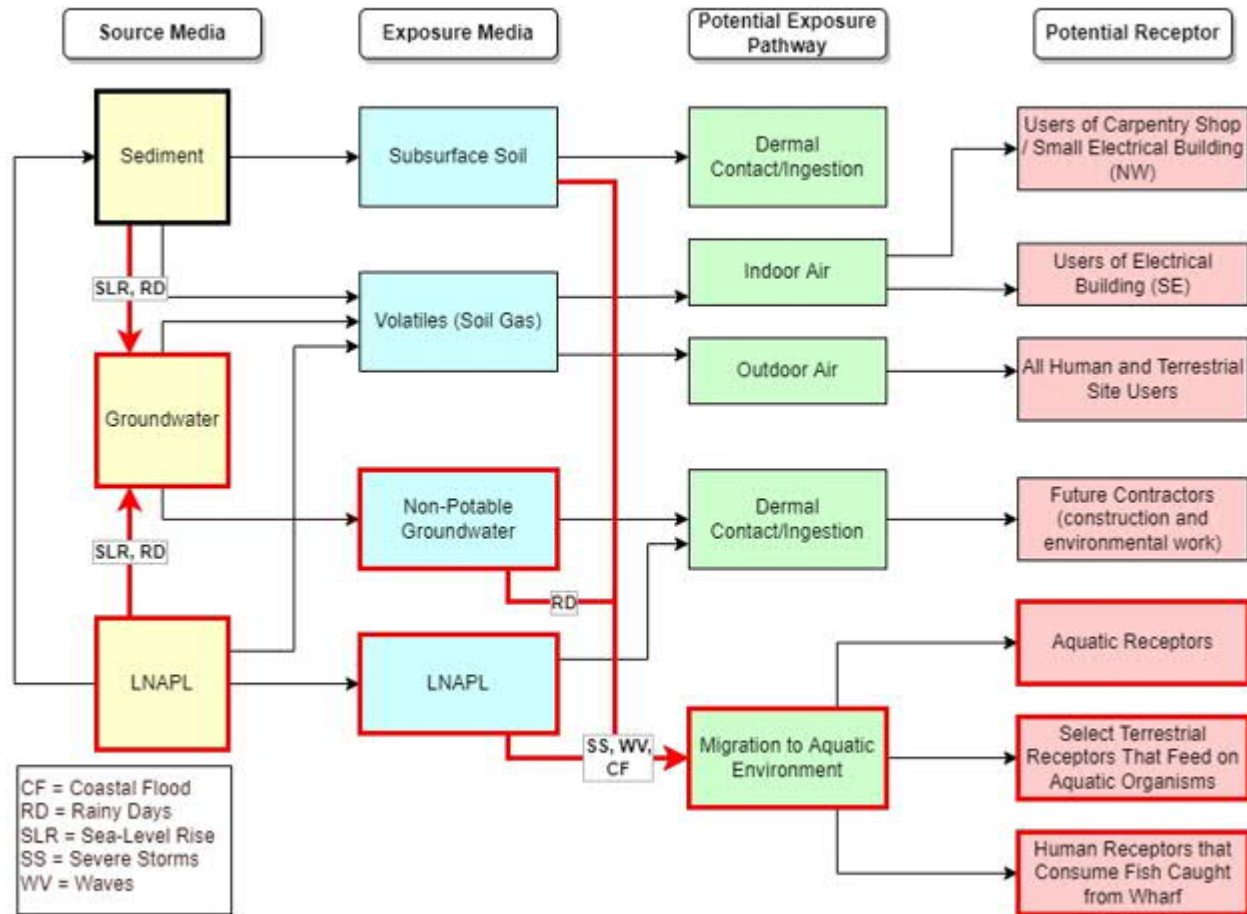 Source Media
Exposure Media
Potential Exposure
Pathway
Potential Receptor
Sediment
Subsurface Soil
Dermal
Contact/Ingestion
Users of Carpentry Shop
/ Small Electrical Building
(NW)
SLR, RD
Volatiles (Soil Gas)
Indoor Air
Users of Electrical
Building (SE)
Outdoor Air
All Human and Terrestrial
Site Users
Groundwater
Non-Potable
Groundwater
Dermal
Contact/Ingestion
Future Contractors
(construction and
environmental work)
SLR, RD
RD
LNAPL
LNAPL
SS, WV,
CF
Migration to Aquatic
Environment
Aquatic Receptors
Select Terrestrial
Receptors That Feed on
Aquatic Organisms
Human Receptors that
Consume Fish Caught
from Wharf
CF = Coastal Flood
RD = Rainy Days
SLR = Sea-Level Rise
SS = Severe Storms
WV = Waves